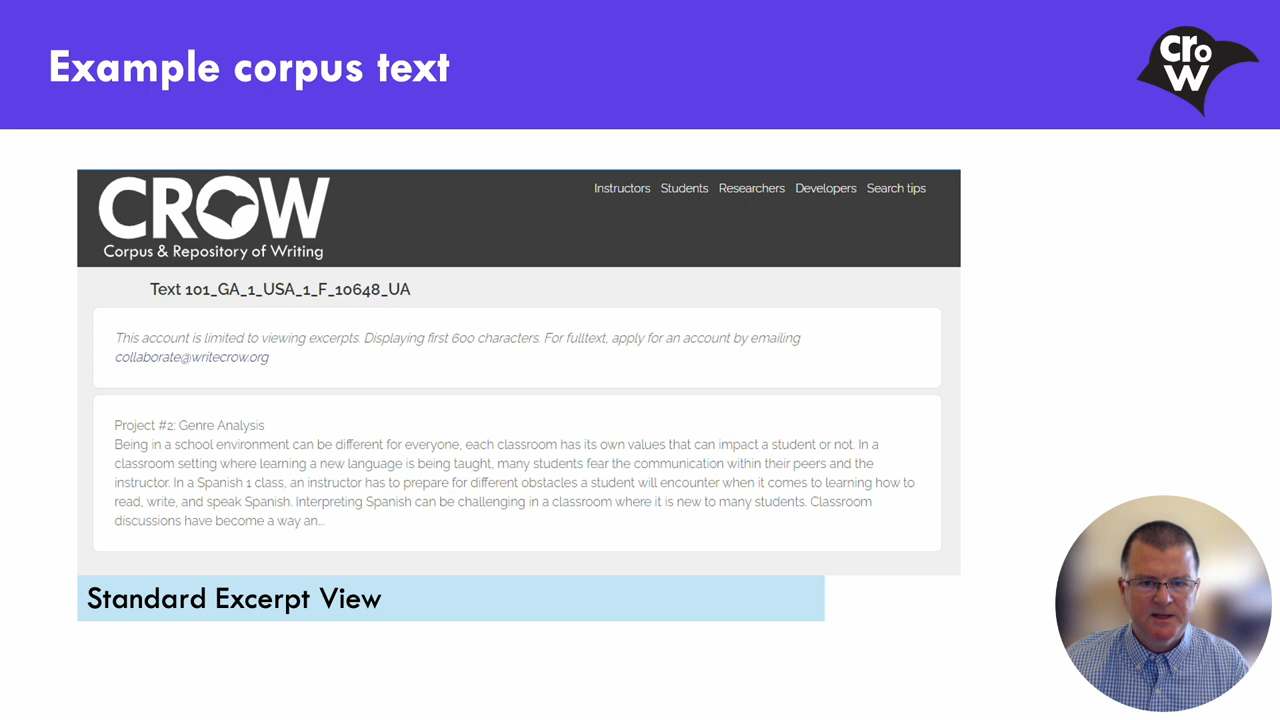 Example corpus text
CROW
CROW
Corpus & Repository of Writing
Instructors Students Researchers Developers Search tips
Text 101_GA_1_USA_1_F_10648_UA
This account is limited to viewing excerpts. Displaying first 600 characters. For fulltext, apply for an account by emailing
collaborate@writecrow.org
Project #2: Genre Analysis
Being in a school environment can be different for everyone, each classroom has its own values that can impact a student or not. In a
classroom setting where learning a new language is being taught, many students fear the communication within their peers and the
instructor. In a Spanish 1 class, an instructor has to prepare for different obstacles a student will encounter when it comes to learning how to
read, write, and speak Spanish. Interpreting Spanish can be challenging in a classroom where it is new to many students. Classroom
discussions have become a way an...
Standard Excerpt View